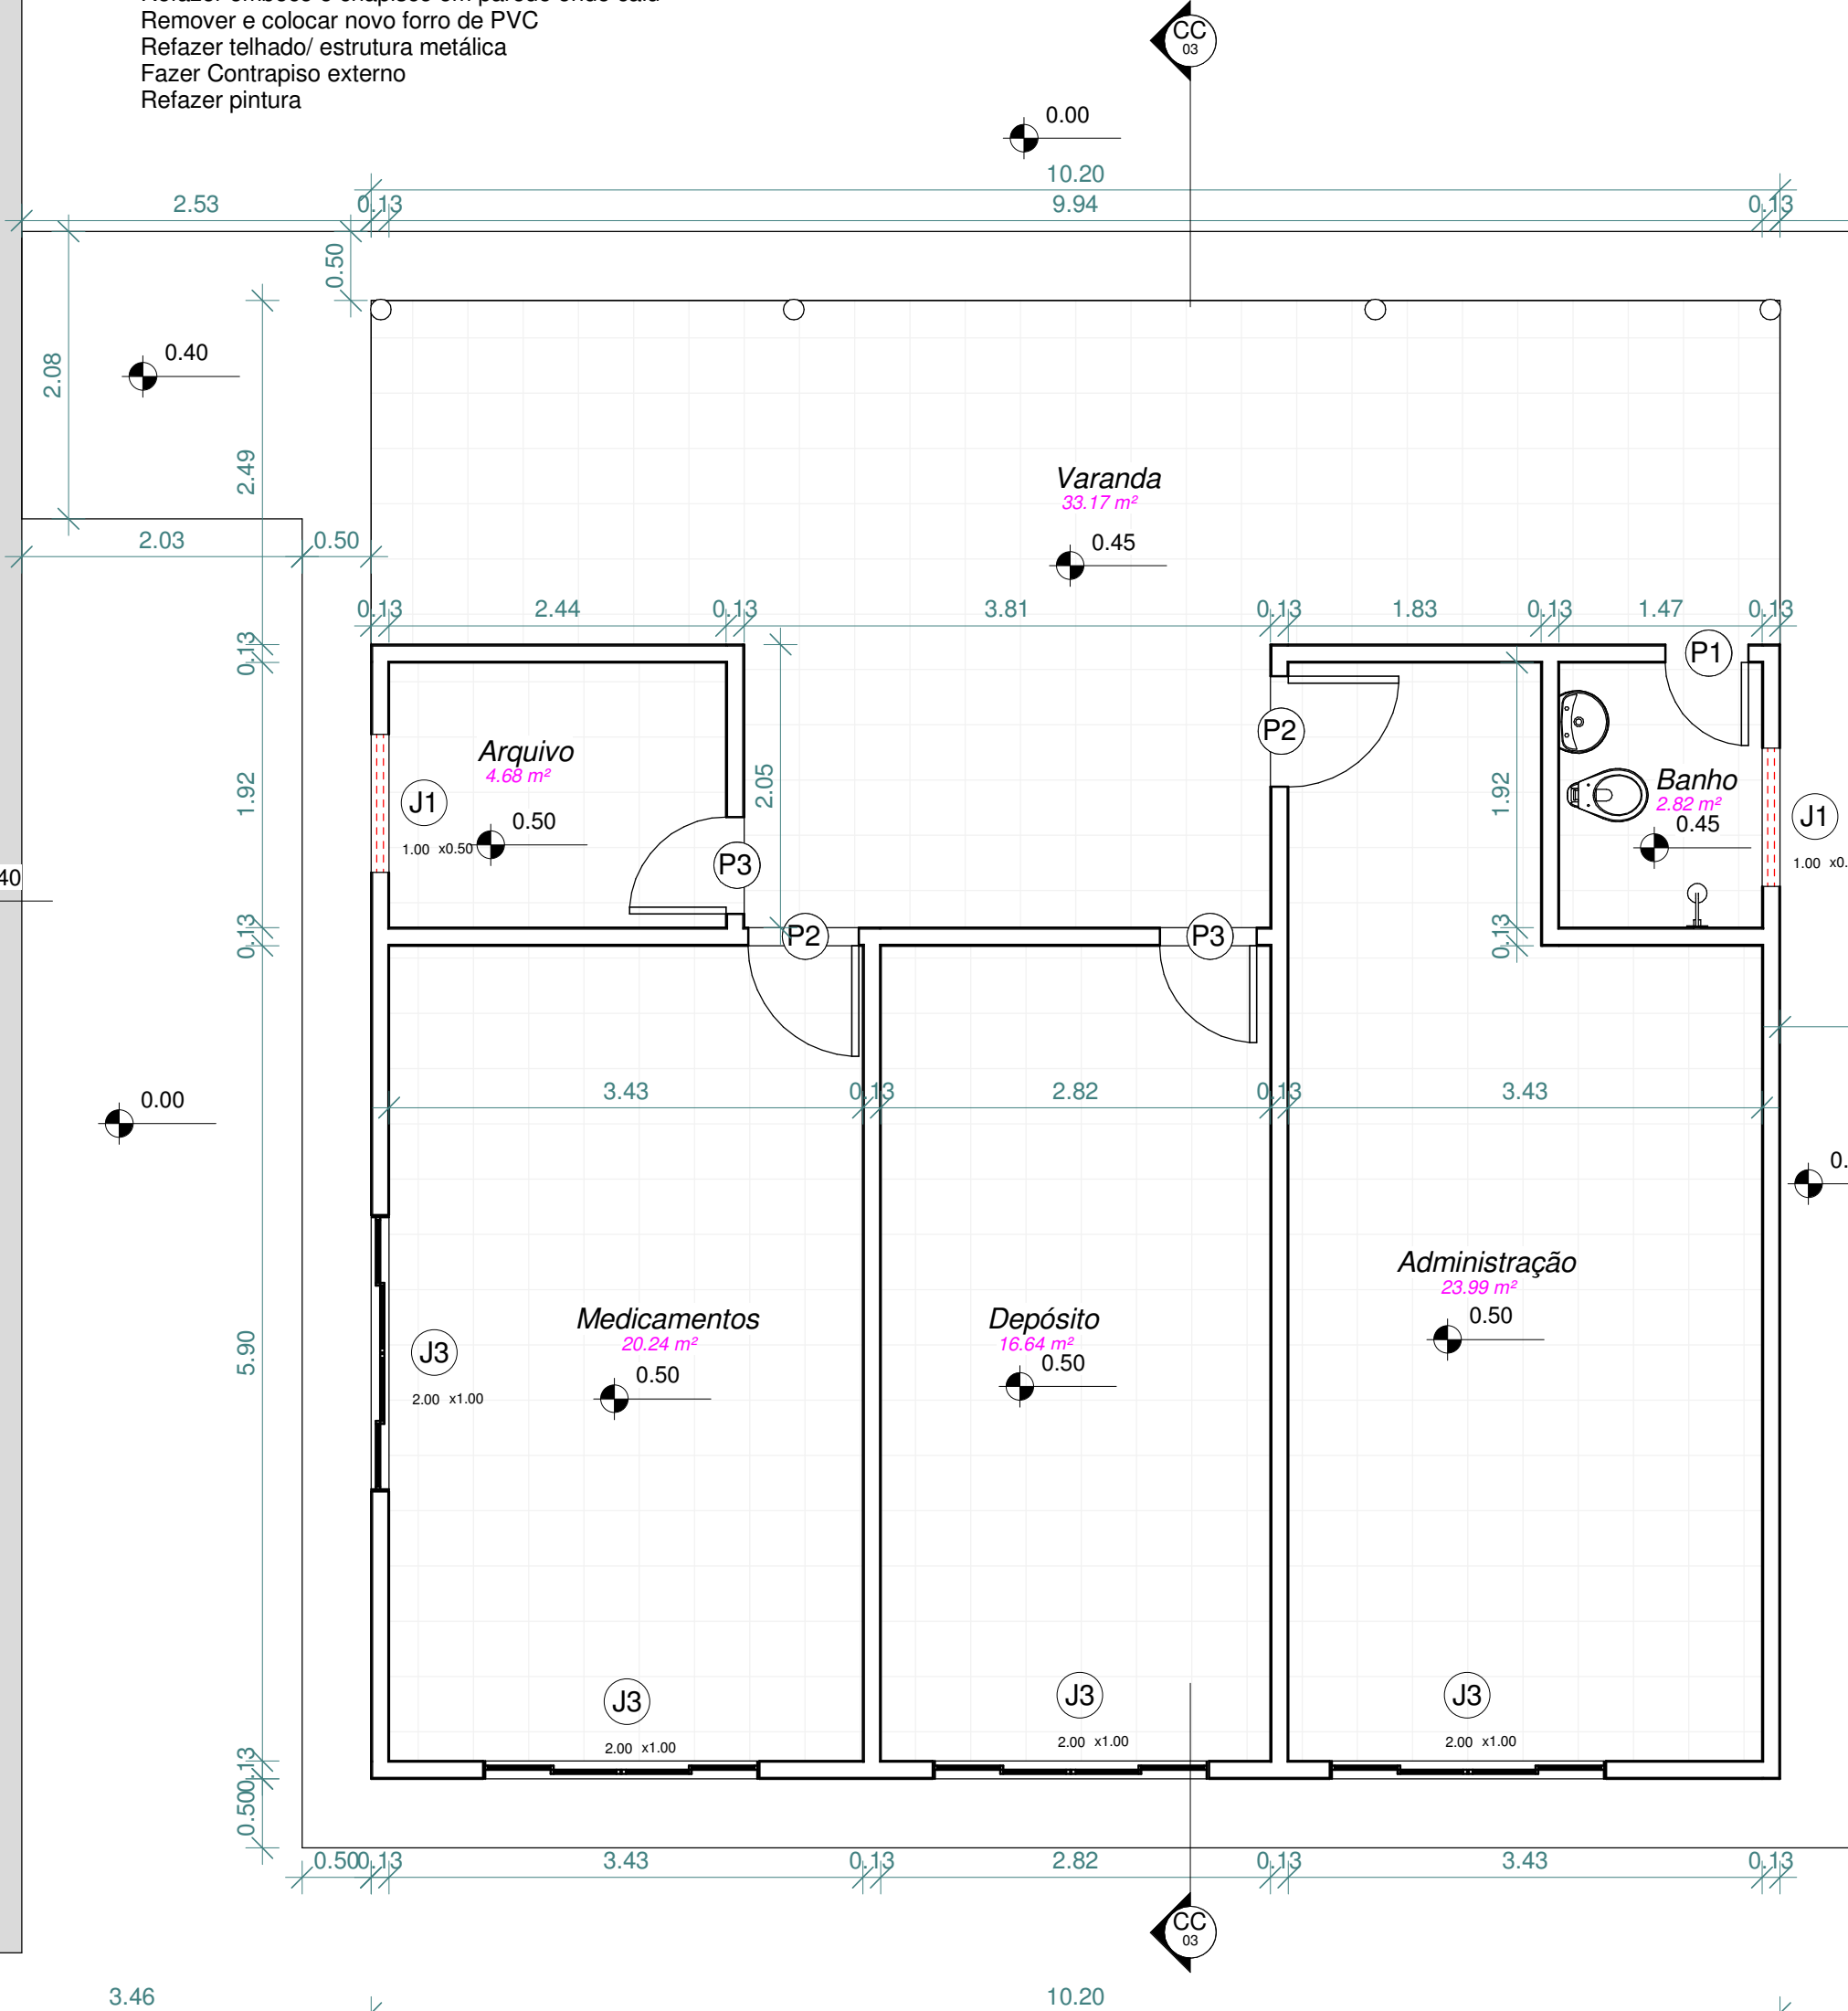 Remover e colocar novo forro de PVC
Refazer telhado/ estrutura metálica
Fazer Contrapiso externo
Refazer pintura
CC
03
0.00
10.20
2.53
0.13
9.94
0.13
0.50
2.08
0.40
2.49
Varanda
33.17 m²
0.45
2.03
0.50
0.13
2.44
0.13
3.81
0.13
1.83
0.13
1.47
0.13
0.13
P1
P2
Arquivo
4.68 m²
J1
0.50
1.00 x0.50
1.92
2.05
1.92
Banho
2.82 m²
0.45
J1
1.00 x0.
P3
40
0.13
P2
P3
0.13
3.43
0.13
2.82
0.13
3.43
0.00
0.
Administração
23.99 m²
0.50
Medicamentos
20.24 m²
0.50
Depósito
16.64 m²
0.50
J3
2.00 x1.00
5.90
J3
2.00 x1.00
J3
2.00 x1.00
J3
2.00 x1.00
0.13
0.50
0.50
0.13
3.43
0.13
2.82
0.13
3.43
0.13
CC
03
3.46
10.20